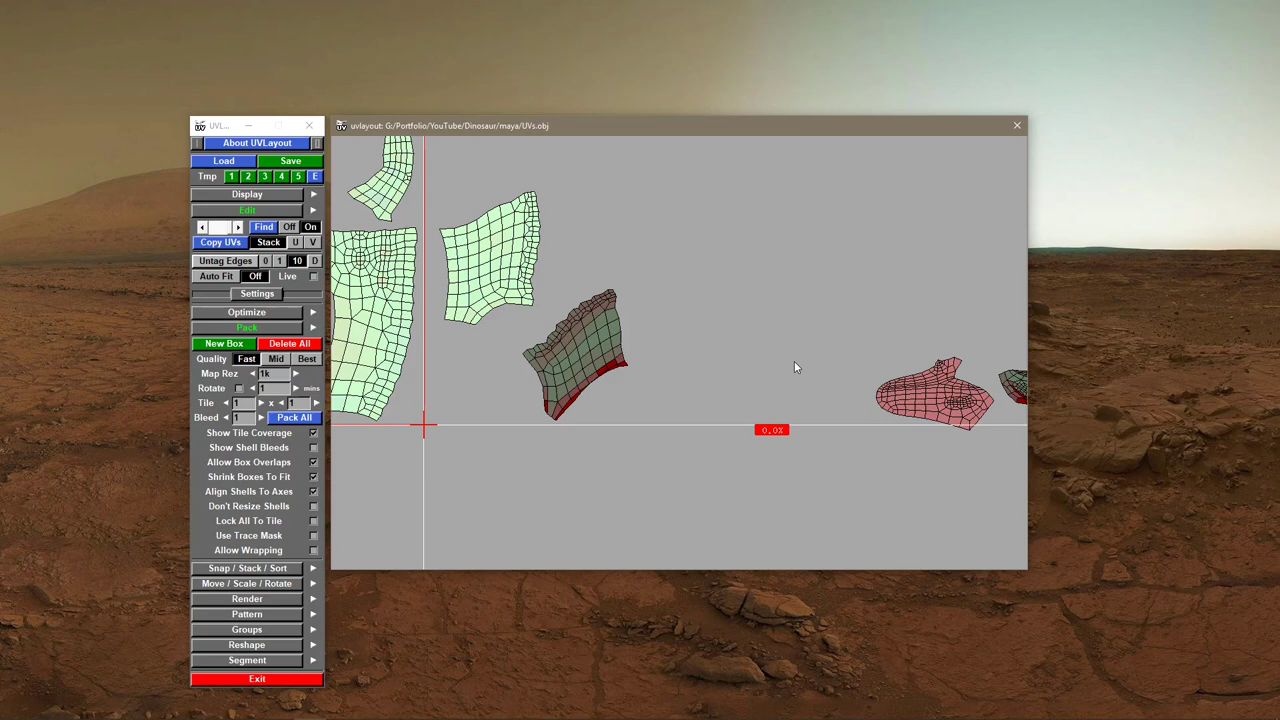 UVL...
About UVLayout
Load Save
Tmp 1 2 3 4 5 E
Display
Edit
Find Off On
Copy UVs Stack U V
Untag Edges 0 1 10 D
Auto Fit Off Live
Settings
Optimize
Pack
New Box Delete All
Quality Fast Mid Best
Map Rez 1k
Rotate 1 mins
Tile 1 x 1
Bleed 1 Pack All
Show Tile Coverage
Show Shell Bleeds
Allow Box Overlaps
Shrink Boxes To Fit
Align Shells To Axes
Don't Resize Shells
Lock All To Tile
Use Trace Mask
Allow Wrapping
Snap / Stack / Sort
Move / Scale / Rotate
Render
Pattern
Groups
Reshape
Segment
Exit
uvlayout: G:/Portfolio/YouTube/Dinosaur/maya/UVs.obj
0.0%